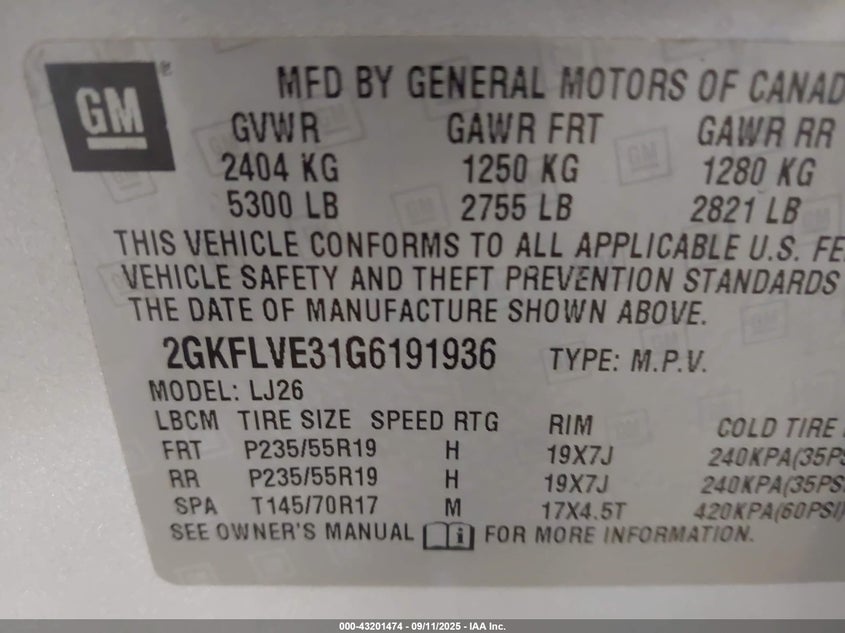 GM®
MFD BY GENERAL MOTORS OF CANAD
GVWR GAWR FRT GAWR RR
2404 KG 1250 KG 1280 KG
5300 LB 2755 LB 2821 LB
THIS VEHICLE CONFORMS TO ALL APPLICABLE U.S. FE
VEHICLE SAFETY AND THEFT PREVENTION STANDARDS
THE DATE OF MANUFACTURE SHOWN ABOVE.
2GKFLVE31G6191936 TYPE: M.P.V.
MODEL: LJ26
LBCM TIRE SIZE SPEED RTG RIM COLD TIRE
FRT P235/55R19 H 19X7J 240KPA(35PS
RR P235/55R19 H 19X7J 240KPA(35PS
SPA T145/70R17 M 17X4.5T 420KPA(60PSI)
SEE OWNER'S MANUAL i FOR MORE INFORMATION.
000-43201474 - 09/11/2025 - IAA Inc.